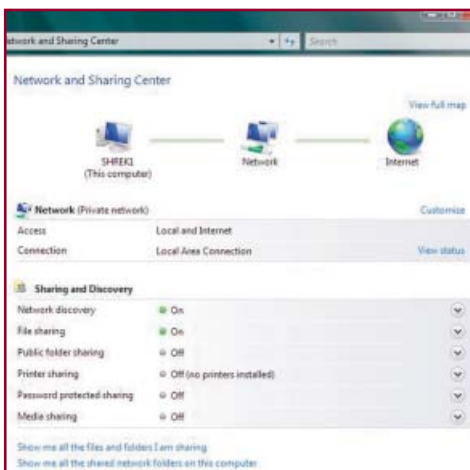 etwork and Sharing Center
Search
Network and Sharing Center
View full map
SHREK1 Network Internet
(This computer)
Network (Private network) Customize
Access Local and Internet
Connection Local Area Connection View status
Sharing and Discovery
Network discovery On
File sharing On
Public folder sharing Off
Printer sharing Off (no printers installed)
Password protected sharing Off
Media sharing Off
Show me all the files and folders I am sharing
Show me all the shared network folders on this computer